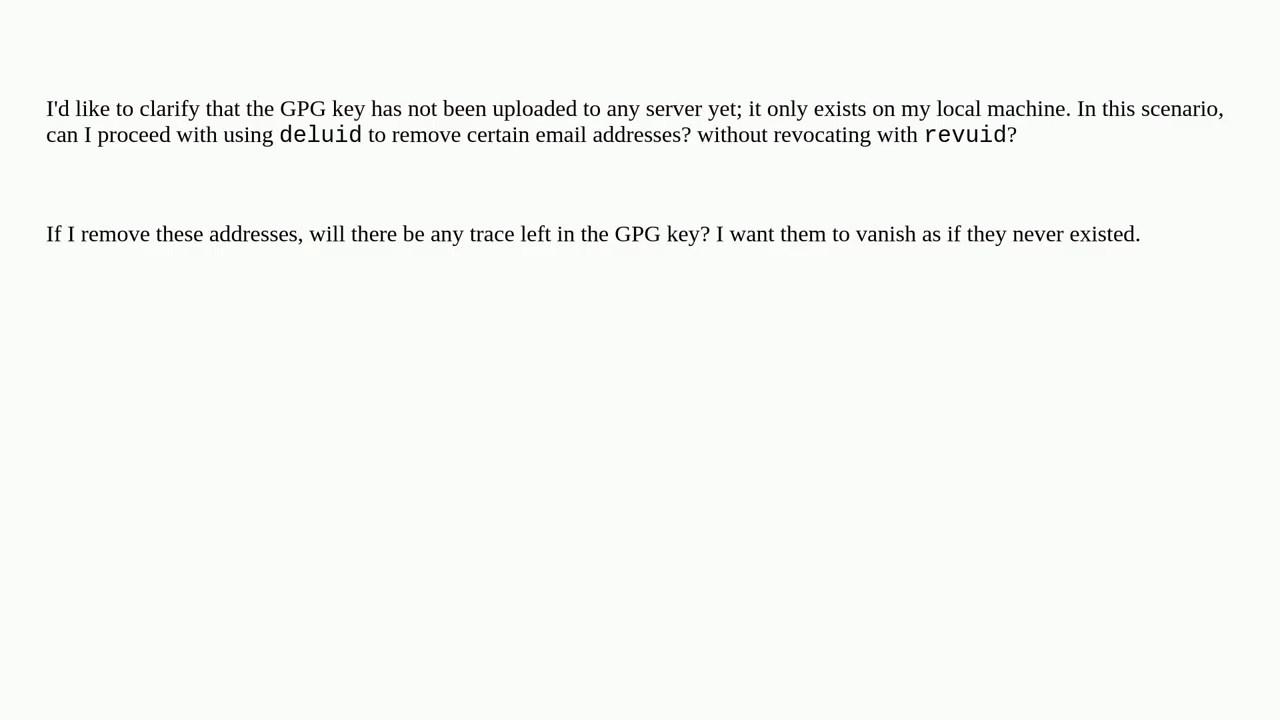 I'd like to clarify that the GPG key has not been uploaded to any server yet; it only exists on my local machine. In this scenario,
can I proceed with using deluid to remove certain email addresses? without revocating with revuid?
If I remove these addresses, will there be any trace left in the GPG key? I want them to vanish as if they never existed.